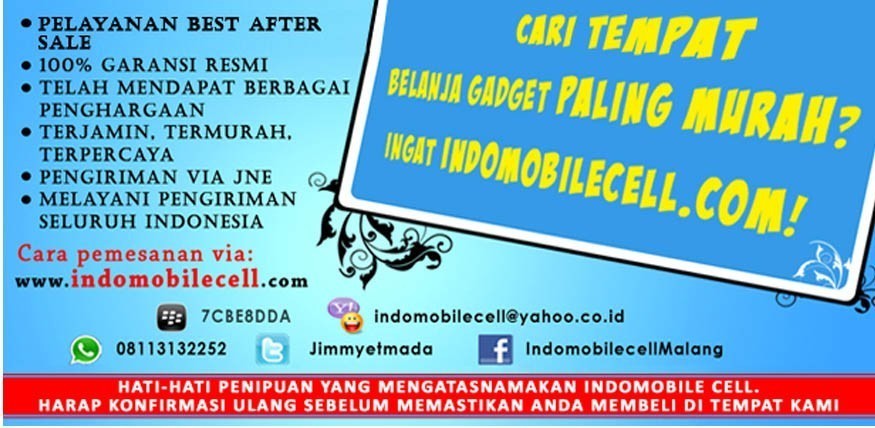 • PELAYANAN BEST AFTER
SALE
• 100% GARANSI RESMI
• TELAH MENDAPAT BERBAGAI
PENGHARGAAN
• TERJAMIN, TERMURAH,
TERPERCAYA
• PENGIRIMAN VIA JNE
• MELAYANI PENGIRIMAN
SELURUH INDONESIA
Cara pemesanan via:
www.indomobilecell.com
CARI TEMPAT
BELANJA GADGET PALING MURAH?
INGAT INDOMOBILECELL.COM!
7CBE8DDA
Y! indomobilecell@yahoo.co.id
08113132252
Jimmyetmada
f IndomobilecellMalang
HATI-HATI PENIPUAN YANG MENGATASNAMAKAN INDOMOBILE CELL.
HARAP KONFIRMASI ULANG SEBELUM MEMASTIKAN ANDA MEMBELI DI TEMPAT KAMI